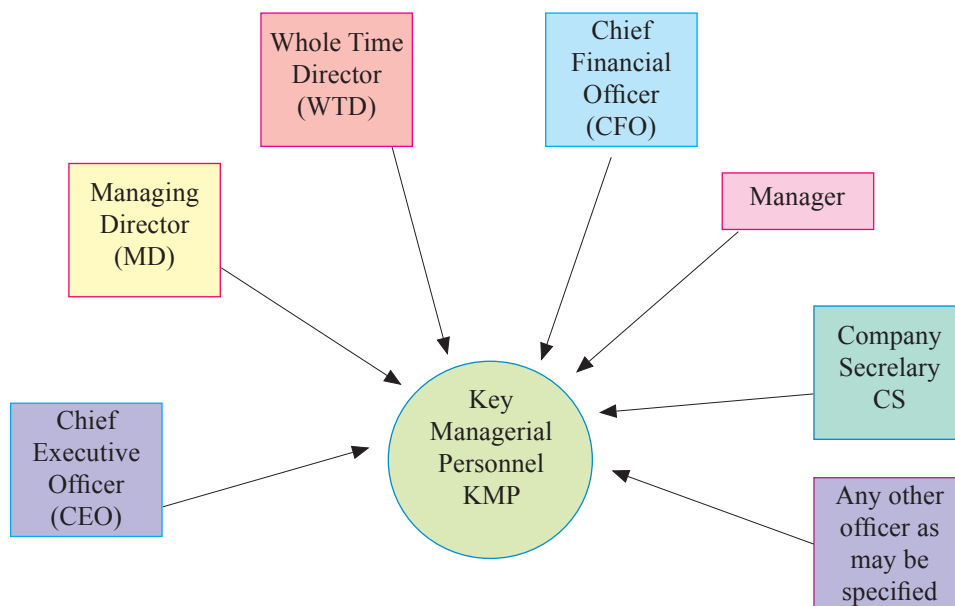 Whole Time
Director
(WTD)
Chief
Financial
Officer
(CFO)
Managing
Director
(MD)
Manager
Company
Secrelary
CS
Key
Managerial
Personnel
KMP
Chief
Executive
Officer
(CEO)
Any other
officer as
may be
specified